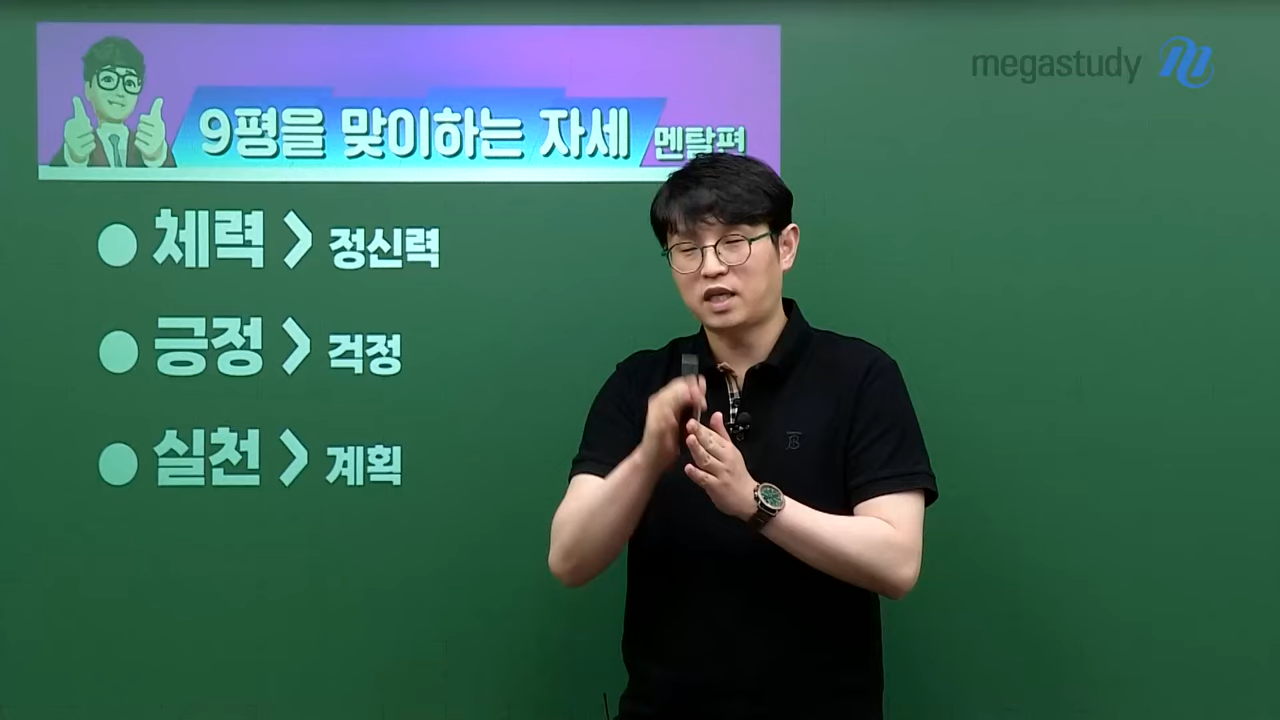 megastudy
9평을 맞이하는 자세 멘탈편
● 체력 > 정신력
● 긍정 > 걱정
● 실천 > 계획